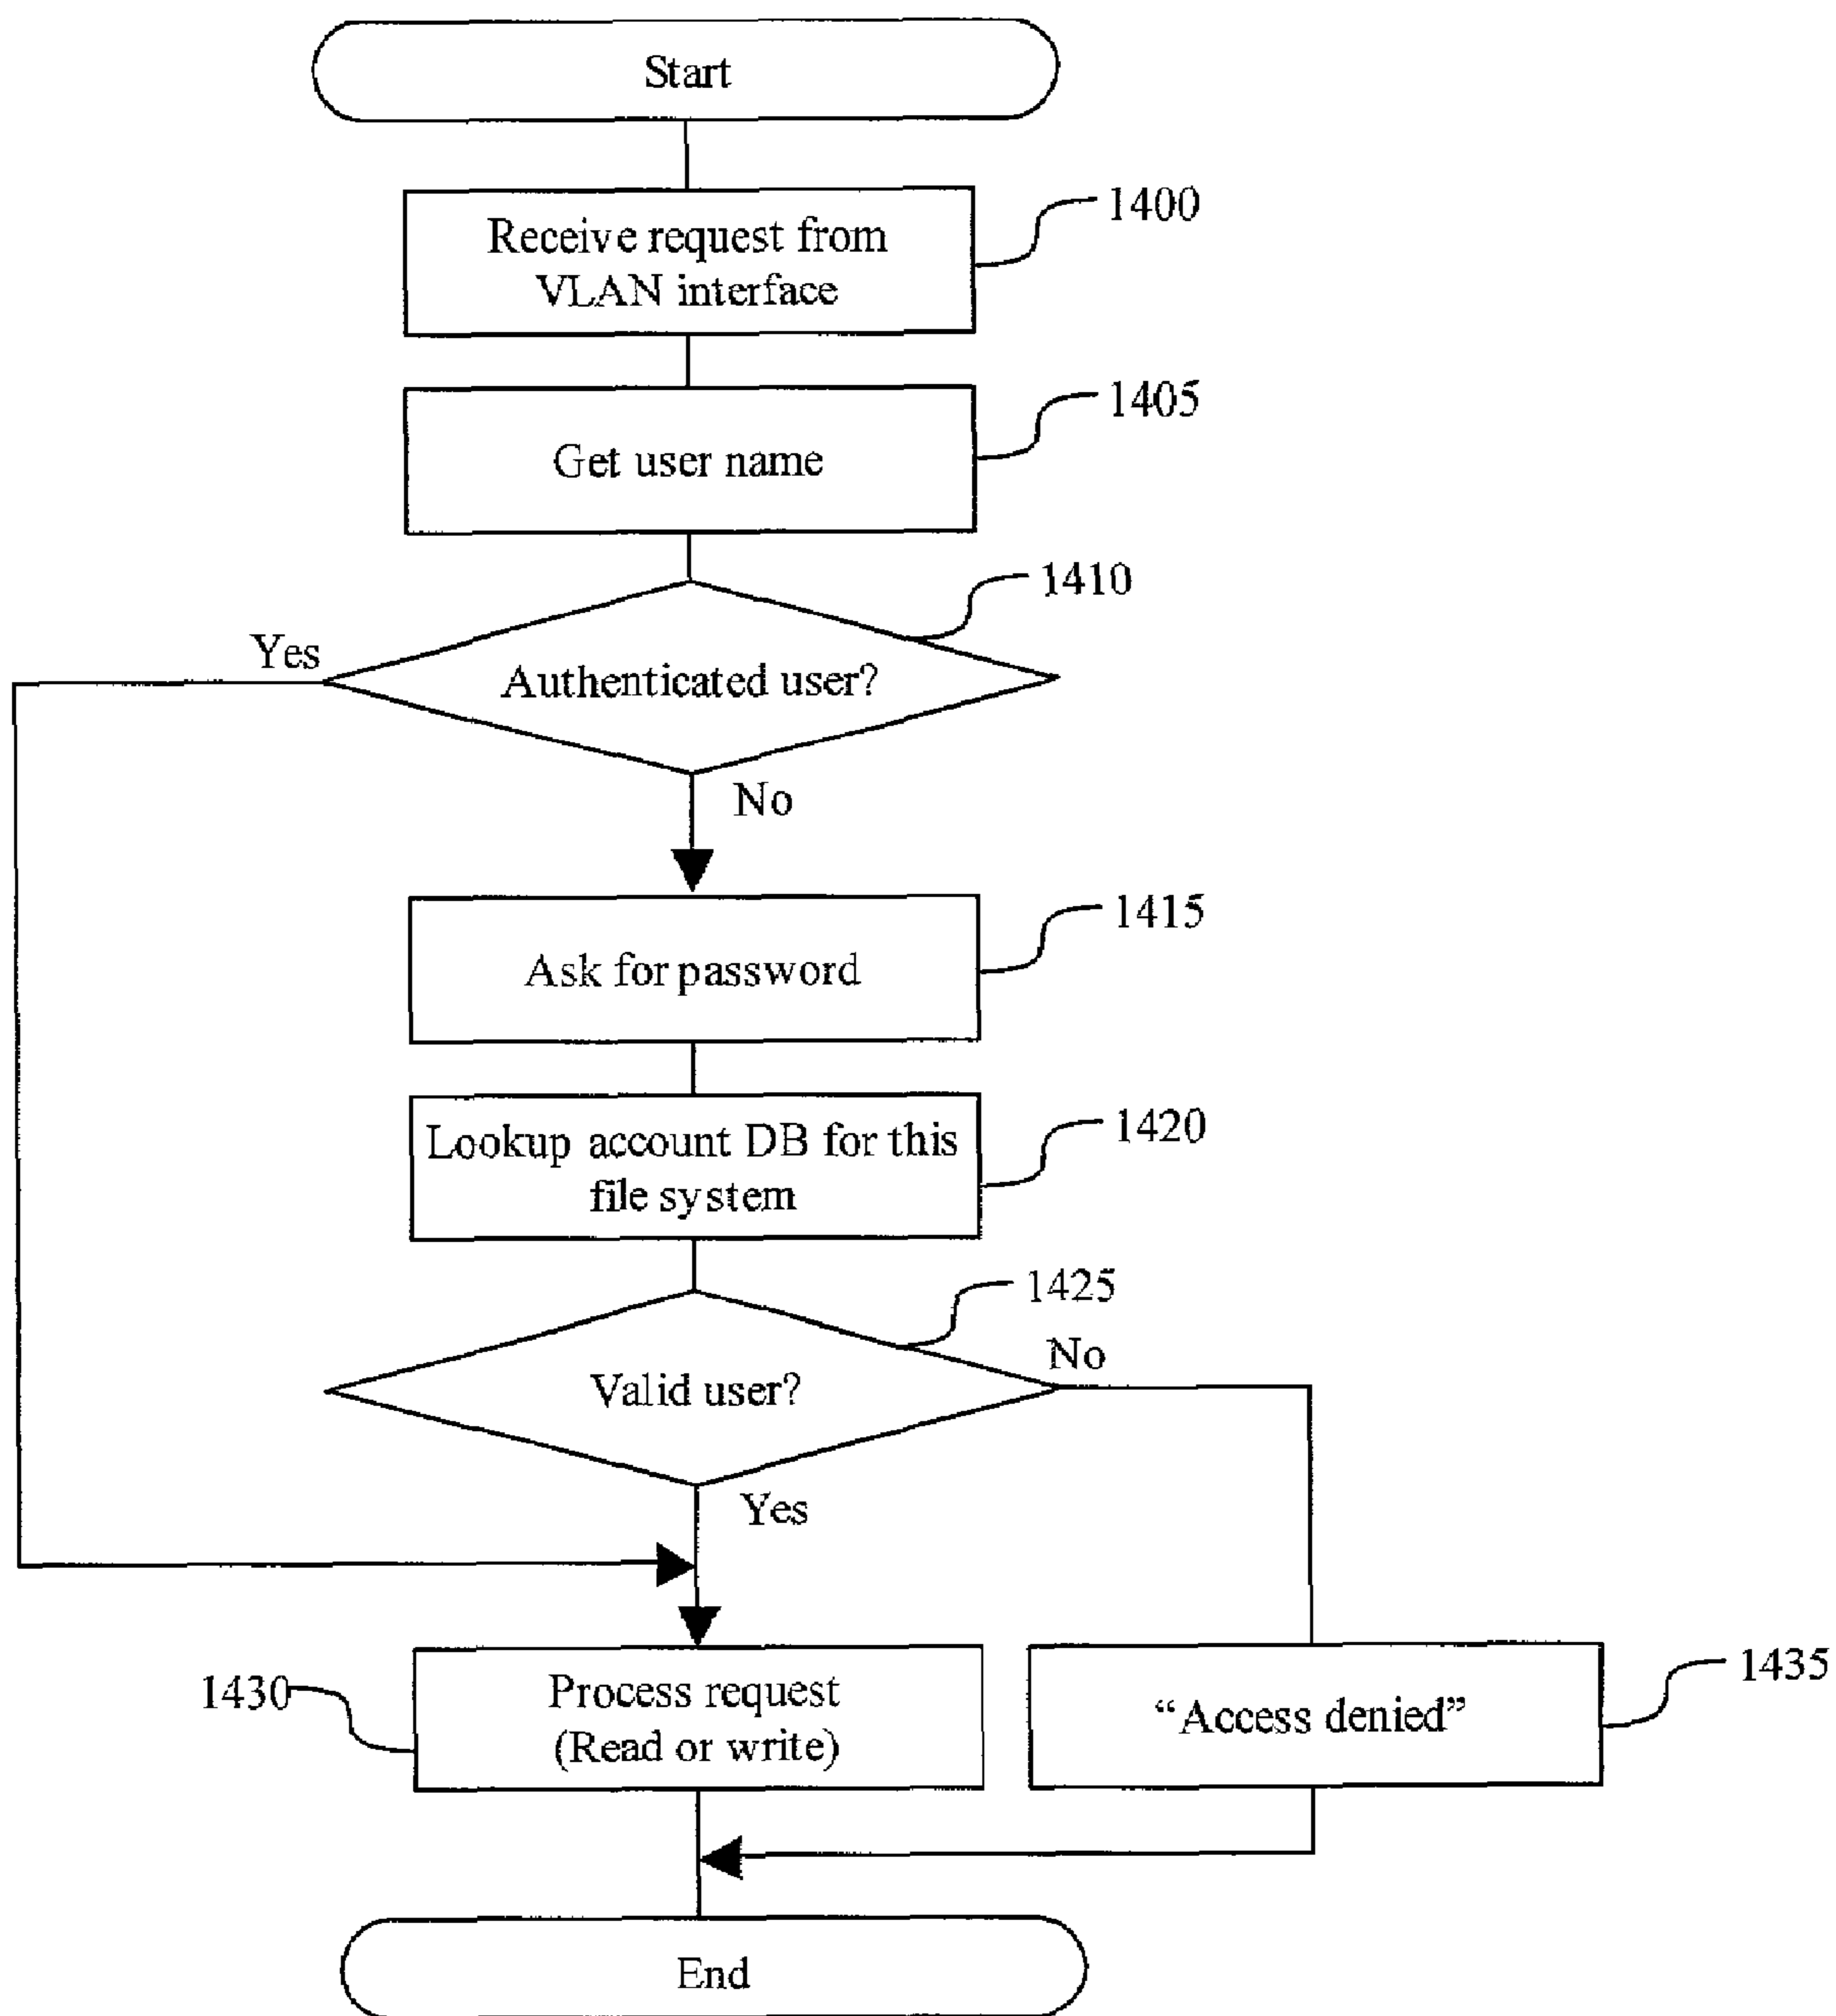 Start
1400
Receive request from
VLAN interface
1405
Get user name
1410
Yes
Authenticated user?
No
1415
Ask for password
1420
Lookup account DB for this
file system
1425
No
Valid user?
Yes
1430
Process request
(Read or write)
1435
“Access denied”
End